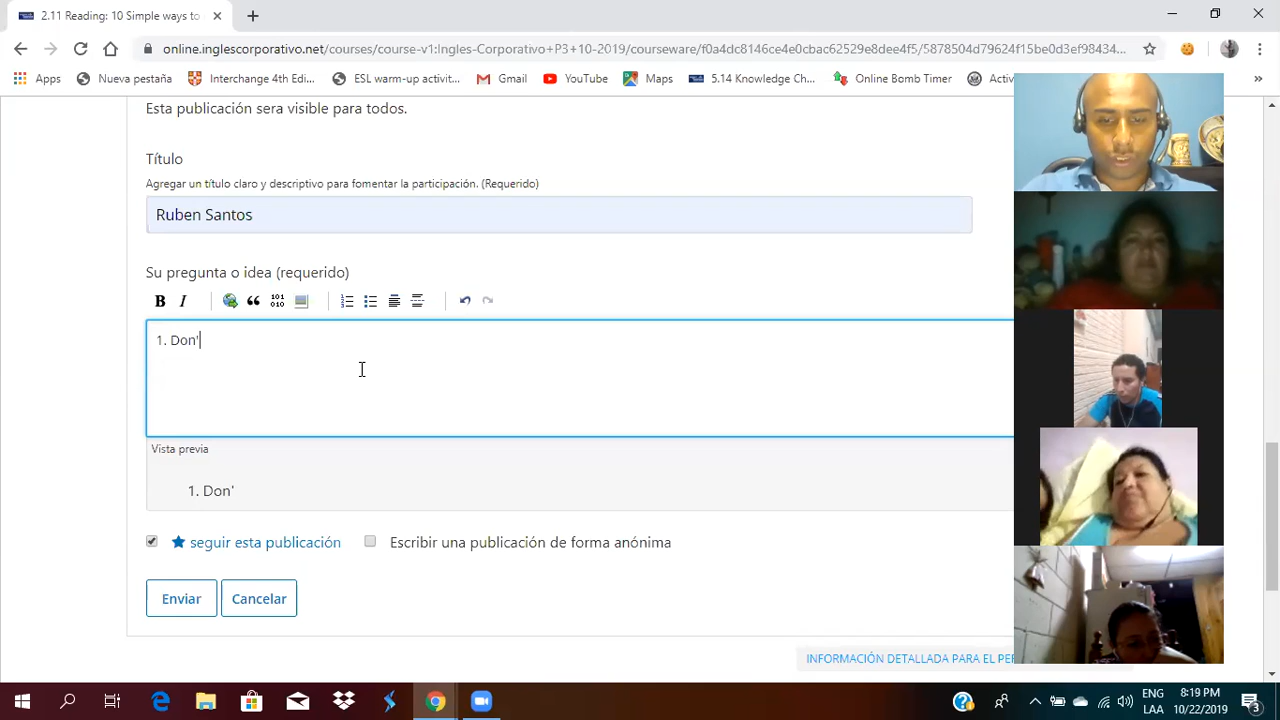 2.11 Reading: 10 Simple ways to
online.inglescorporativo.net/courses/course-v1:Ingles-Corporativo+P3+10-2019/courseware/f0a4dc8146ce4e0cbac62529e8dee4f5/5878504d79624f15be0d3ef98434...
Apps Nueva pestaña Interchange 4th Edi... ESL warm-up activit... Gmail YouTube Maps 5.14 Knowledge Ch... Online Bomb Timer Activ
Esta publicación sera visible para todos.
Título
Agregar un título claro y descriptivo para fomentar la participación. (Requerido)
Ruben Santos
Su pregunta o idea (requerido)
B I 101 010
1. Don'
Vista previa
1. Don'
seguir esta publicación Escribir una publicación de forma anónima
Enviar Cancelar
INFORMACIÓN DETALLADA PARA EL PE
ENG 8:19 PM
LAA 10/22/2019 3